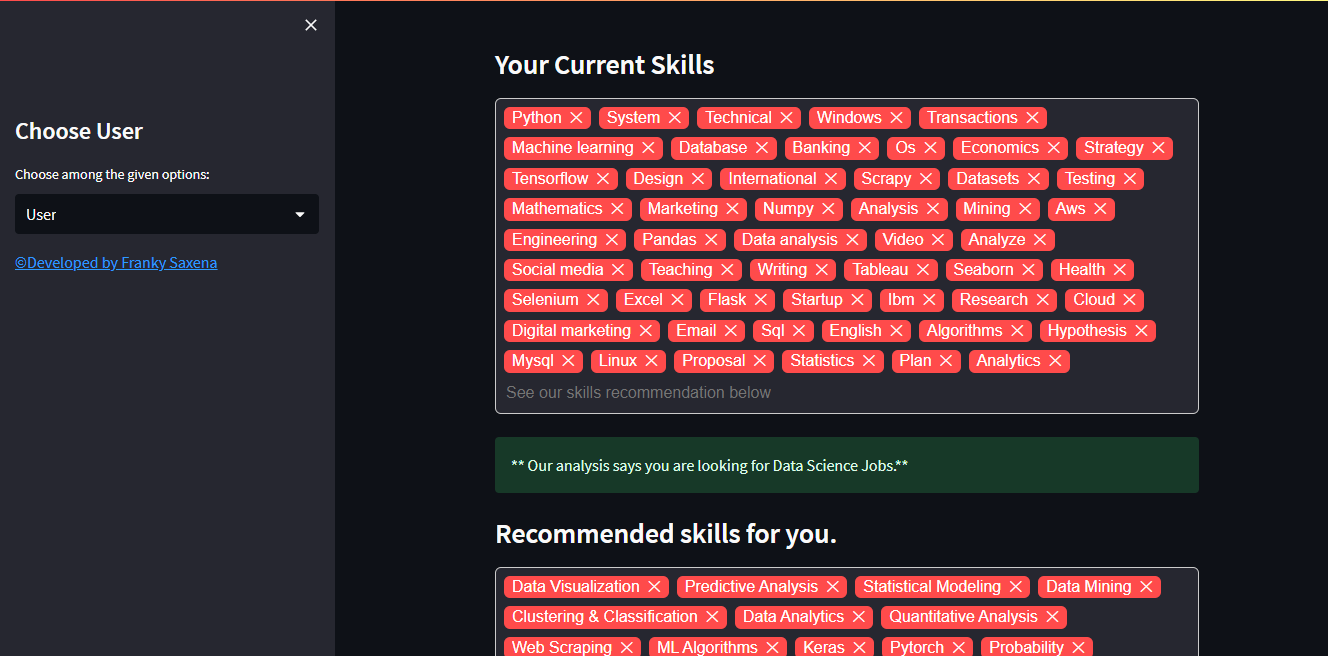 Choose User
Choose among the given options:
User
©Developed by Franky Saxena
Your Current Skills
Python System Technical Windows Transactions
Machine learning Database Banking Os Economics Strategy
Tensorflow Design International Scrapy Datasets Testing
Mathematics Marketing Numpy Analysis Mining Aws
Engineering Pandas Data analysis Video Analyze
Social media Teaching Writing Tableau Seaborn Health
Selenium Excel Flask Startup Ibm Research Cloud
Digital marketing Email Sql English Algorithms Hypothesis
Mysql Linux Proposal Statistics Plan Analytics
See our skills recommendation below
** Our analysis says you are looking for Data Science Jobs.**
Recommended skills for you.
Data Visualization Predictive Analysis Statistical Modeling Data Mining
Clustering & Classification Data Analytics Quantitative Analysis
Web Scraping ML Algorithms Keras Pytorch Probability